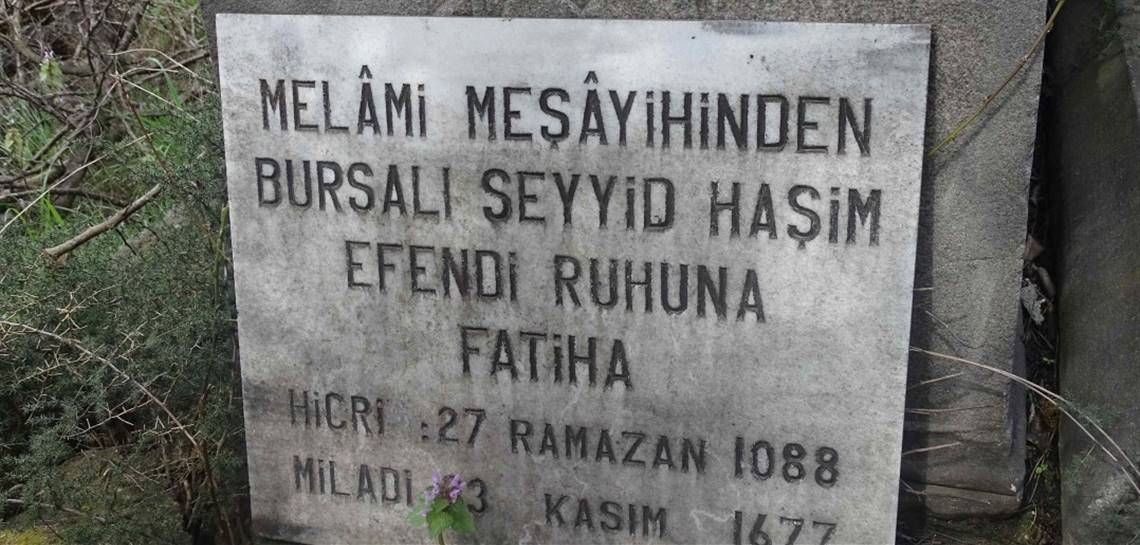 MELÂMİ MEŞÂYİHİNDEN
BURSALI SEYYİD HAŞİM
EFENDİ RUHUNA
FATİHA
HİCRİ : 27 RAMAZAN 1088
MİLADİ KASIM 1677